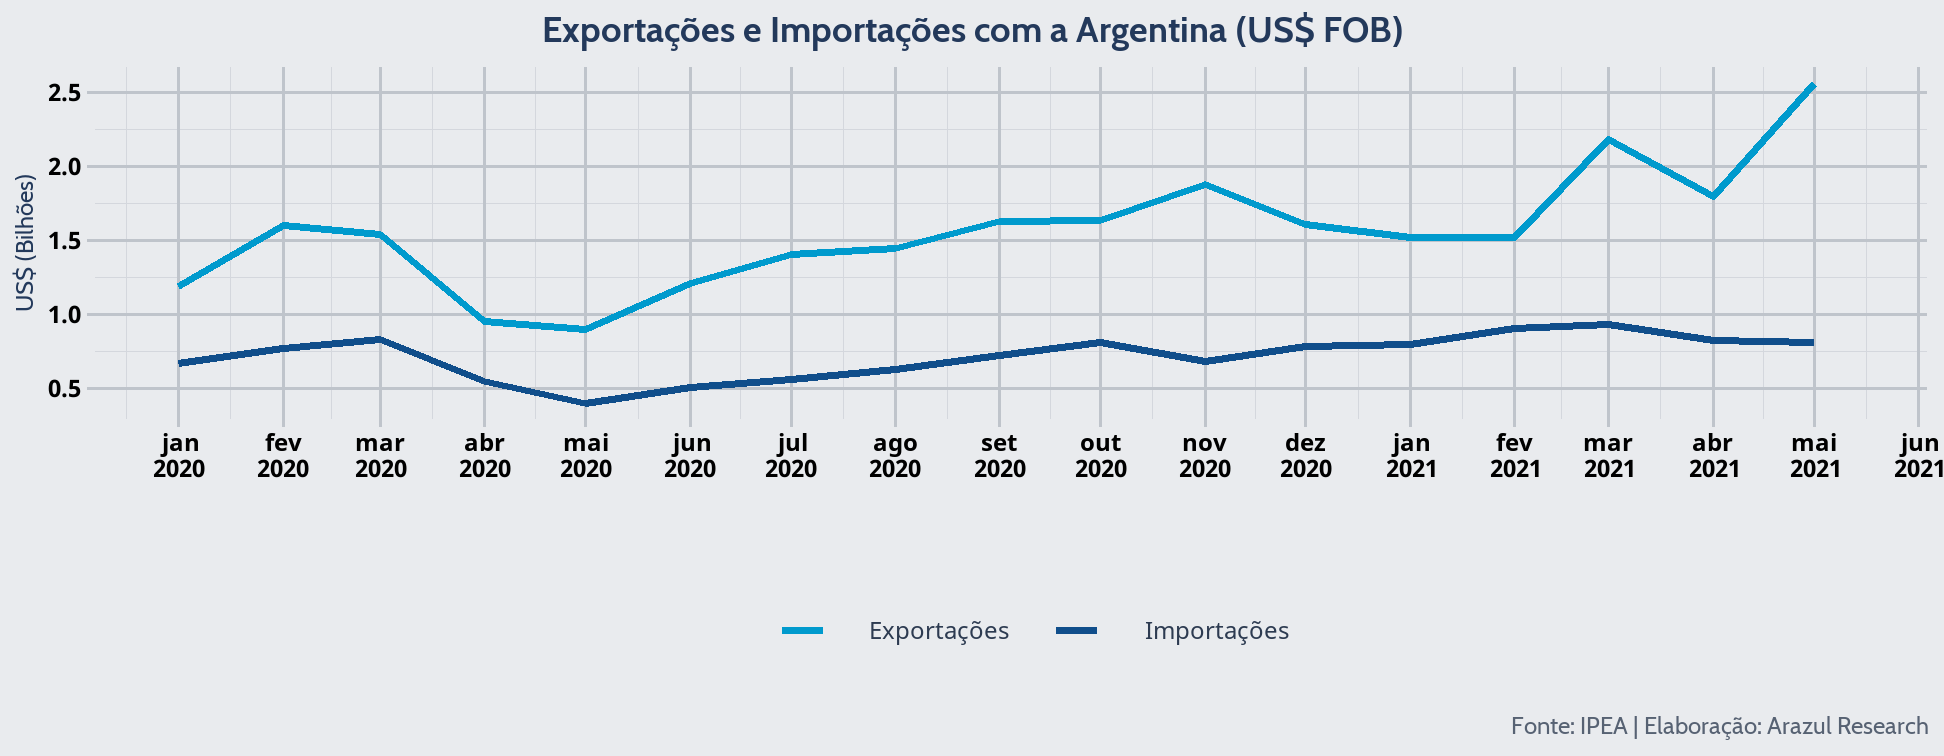 Exportações e Importações com a Argentina (US$ FOB)
US$ (Bilhões)
2.5
2.0
1.5
1.0
0.5
jan 2020
fev 2020
mar 2020
abr 2020
mai 2020
jun 2020
jul 2020
ago 2020
set 2020
out 2020
nov 2020
dez 2020
jan 2021
fev 2021
mar 2021
abr 2021
mai 2021
jun 2021
Exportações
Importações
Fonte: IPEA | Elaboração: Arazul Research